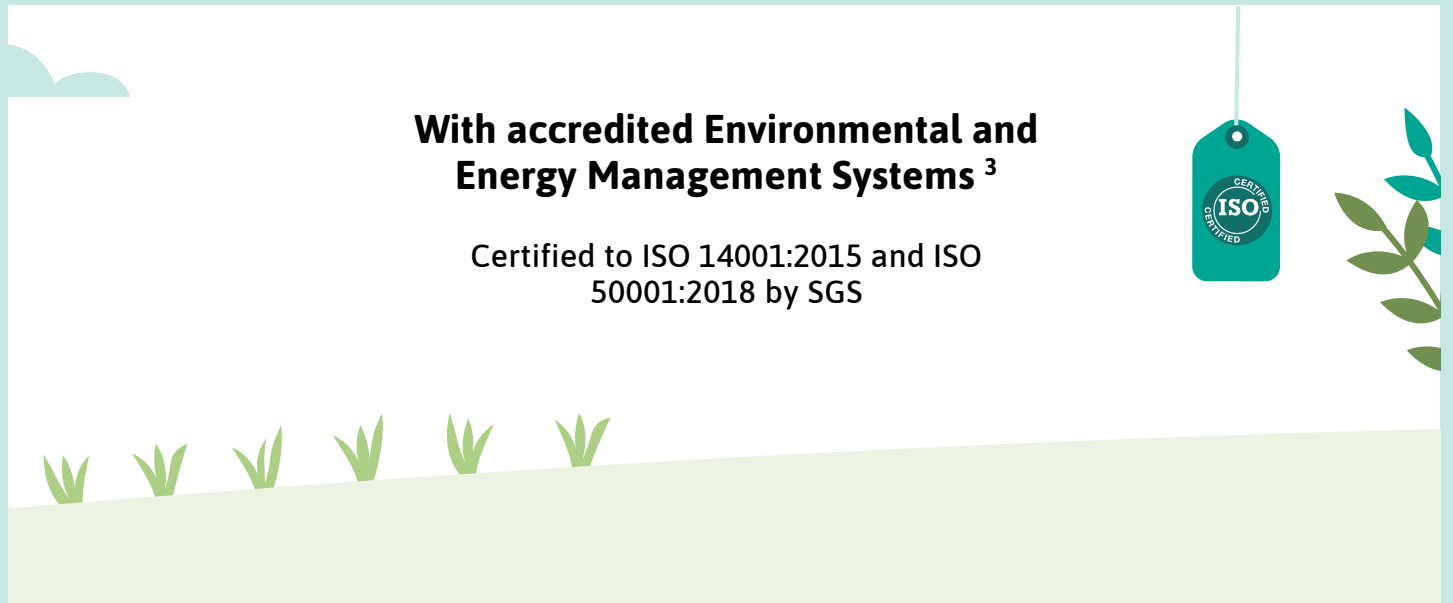 With accredited Environmental and
Energy Management Systems ³
Certified to ISO 14001:2015 and ISO
50001:2018 by SGS
CERTIFIED
ISO
CERTIFIED